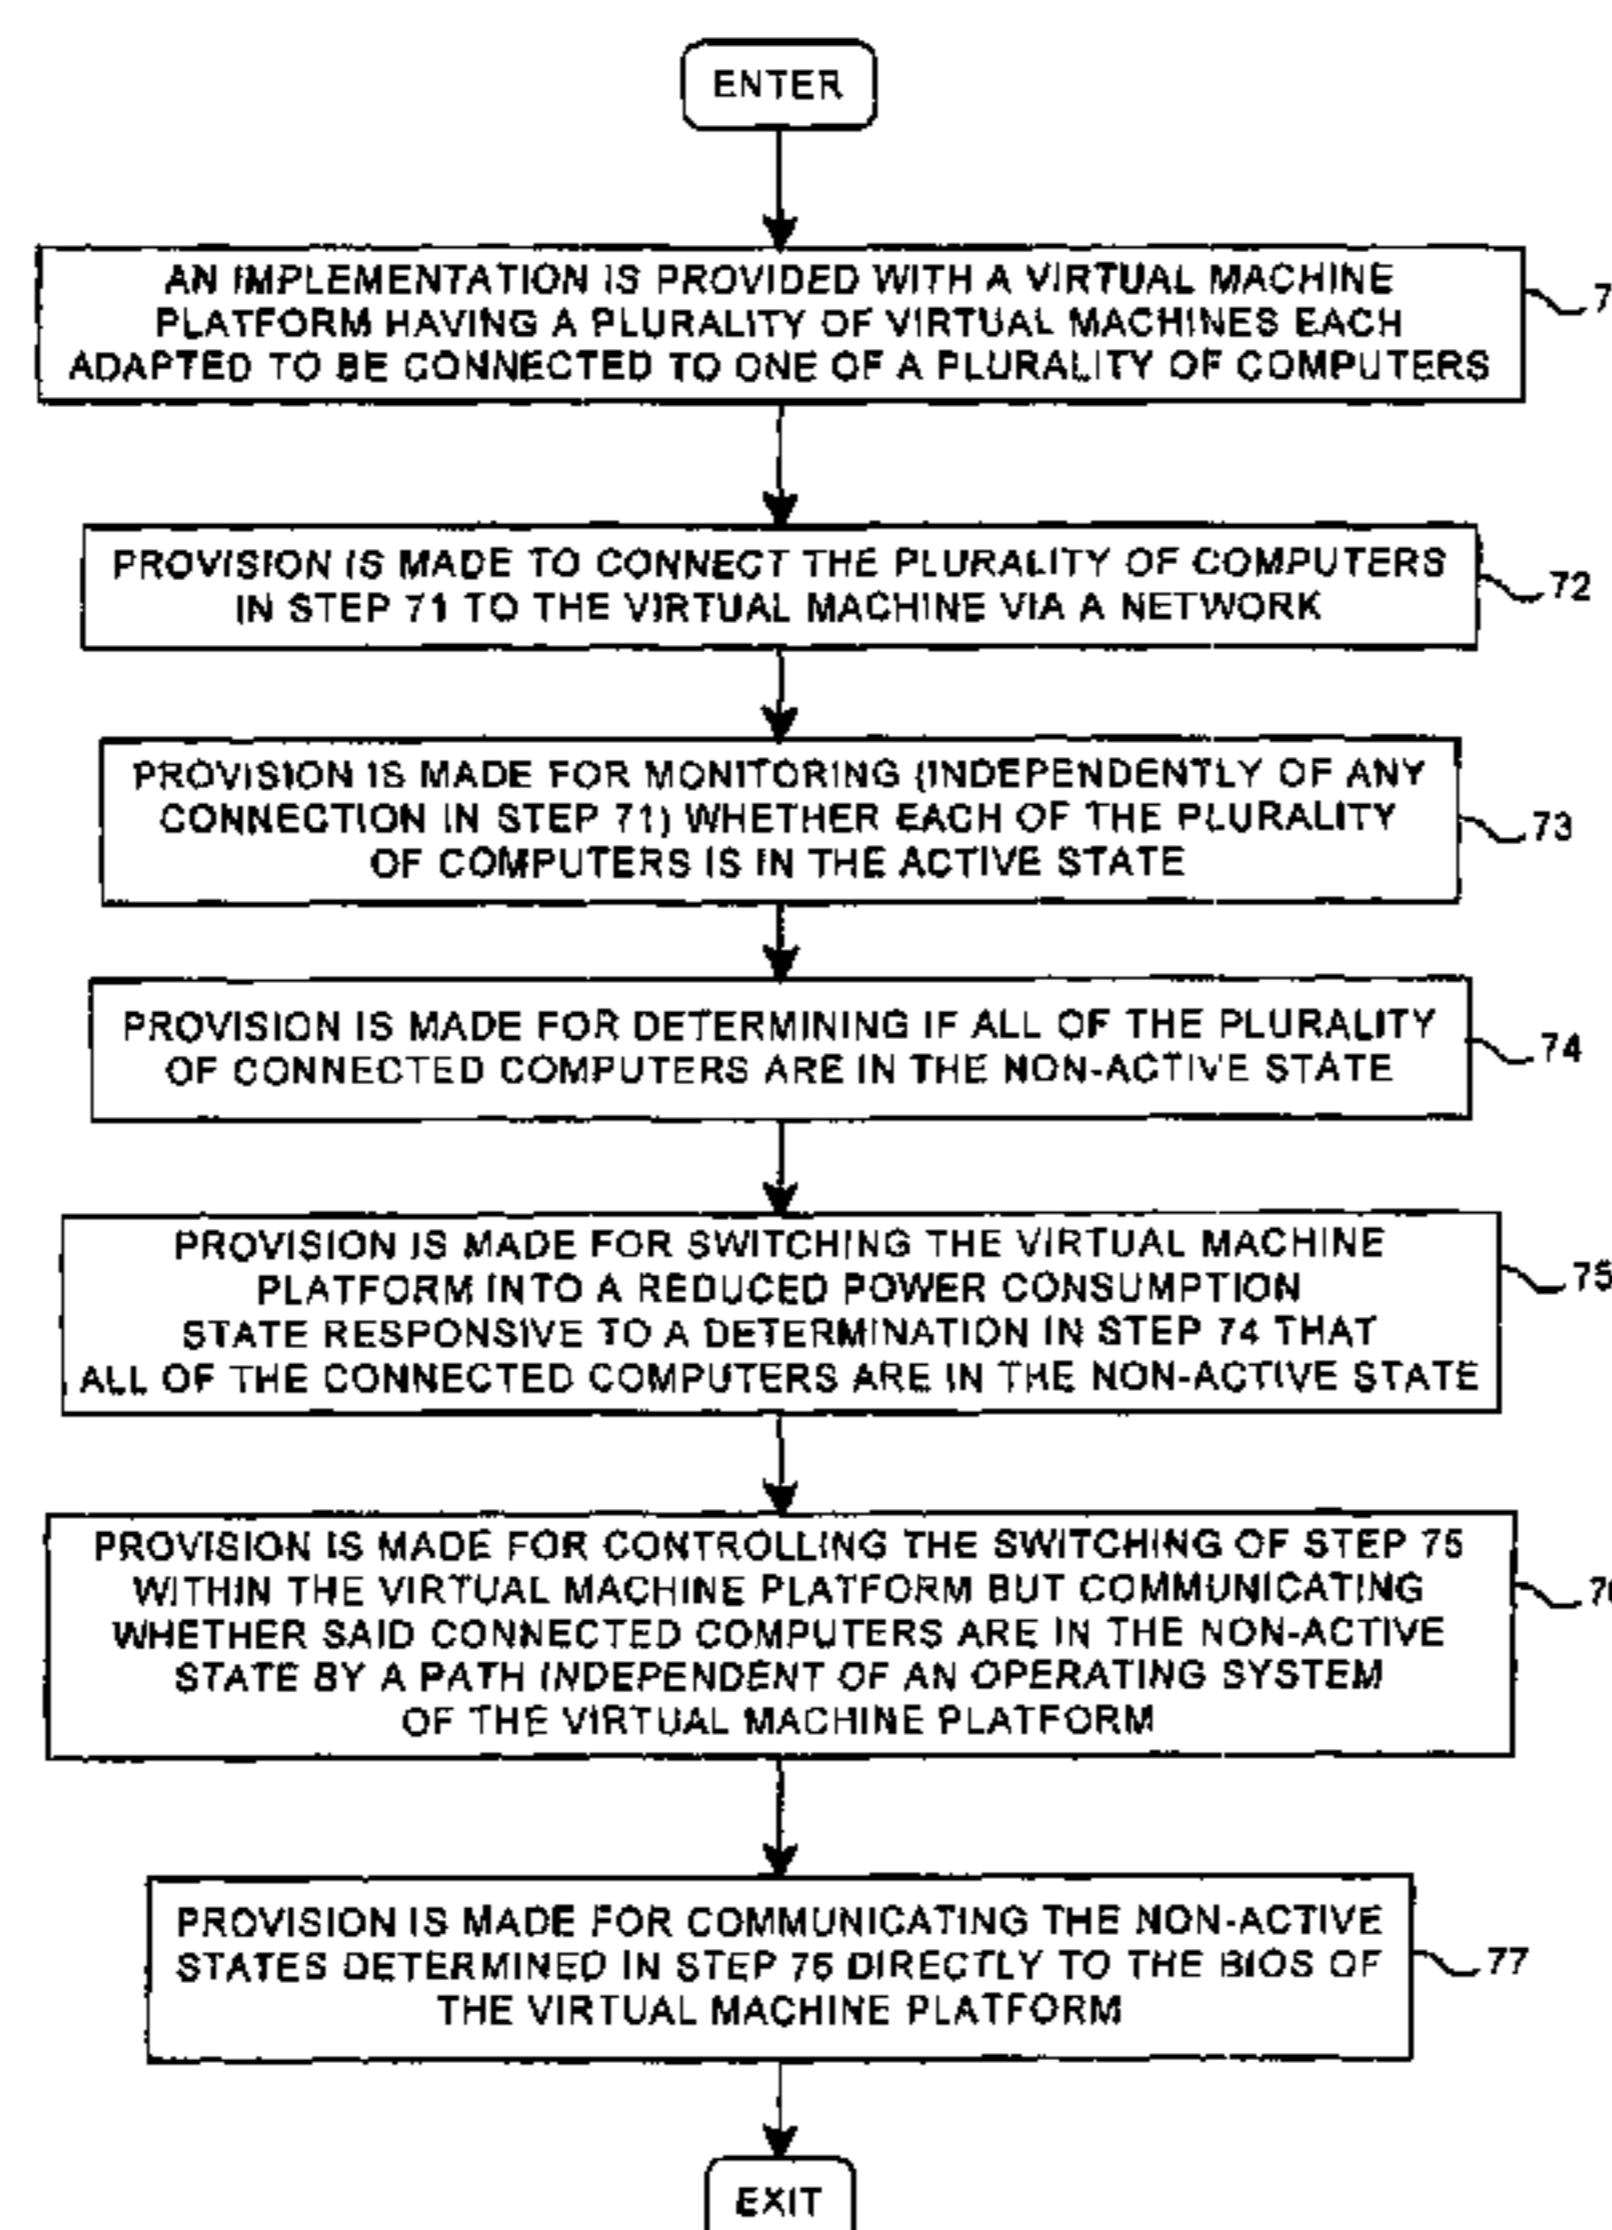 ENTER
AN IMPLEMENTATION IS PROVIDED WITH A VIRTUAL MACHINE
PLATFORM HAVING A PLURALITY OF VIRTUAL MACHINES EACH
ADAPTED TO BE CONNECTED TO ONE OF A PLURALITY OF COMPUTERS
7
PROVISION IS MADE TO CONNECT THE PLURALITY OF COMPUTERS
IN STEP 71 TO THE VIRTUAL MACHINE VIA A NETWORK
72
PROVISION IS MADE FOR MONITORING (INDEPENDENTLY OF ANY
CONNECTION IN STEP 71) WHETHER EACH OF THE PLURALITY
OF COMPUTERS IS IN THE ACTIVE STATE
73
PROVISION IS MADE FOR DETERMINING IF ALL OF THE PLURALITY
OF CONNECTED COMPUTERS ARE IN THE NON-ACTIVE STATE
74
PROVISION IS MADE FOR SWITCHING THE VIRTUAL MACHINE
PLATFORM INTO A REDUCED POWER CONSUMPTION
STATE RESPONSIVE TO A DETERMINATION IN STEP 74 THAT
ALL OF THE CONNECTED COMPUTERS ARE IN THE NON-ACTIVE STATE
75
PROVISION IS MADE FOR CONTROLLING THE SWITCHING OF STEP 75
WITHIN THE VIRTUAL MACHINE PLATFORM BUT COMMUNICATING
WHETHER SAID CONNECTED COMPUTERS ARE IN THE NON-ACTIVE
STATE BY A PATH INDEPENDENT OF AN OPERATING SYSTEM
OF THE VIRTUAL MACHINE PLATFORM
PROVISION IS MADE FOR COMMUNICATING THE NON-ACTIVE
STATES DETERMINED IN STEP 75 DIRECTLY TO THE BIOS OF
THE VIRTUAL MACHINE PLATFORM
77
EXIT